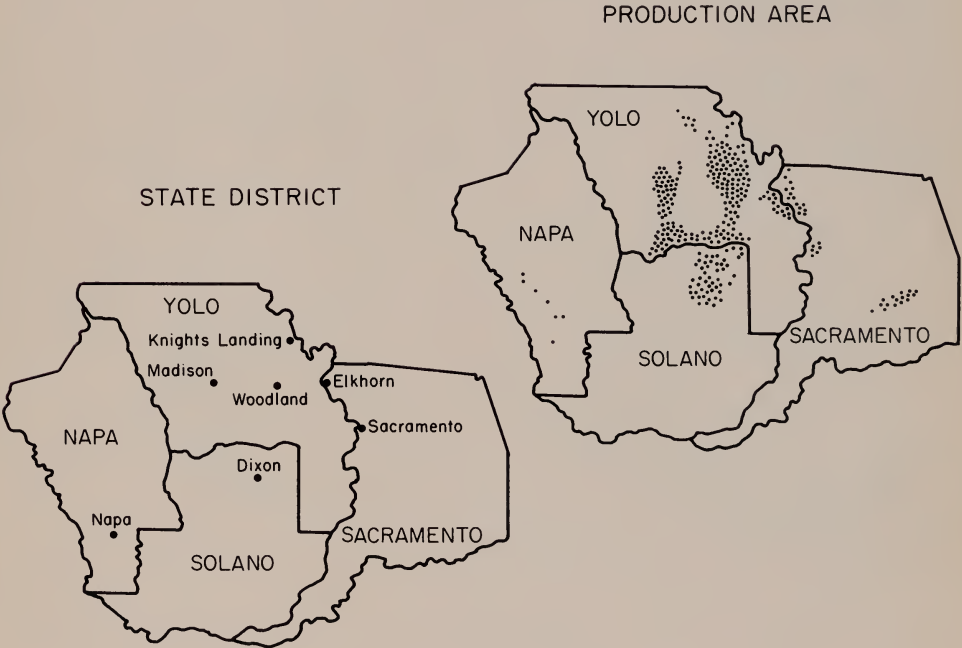 PRODUCTION AREA
YOLO
NAPA
SOLANO
SACRAMENTO
STATE DISTRICT
YOLO
Knights Landing
Madison
Woodland
Elkhorn
NAPA
Sacramento
Dixon
Napa
SOLANO
SACRAMENTO